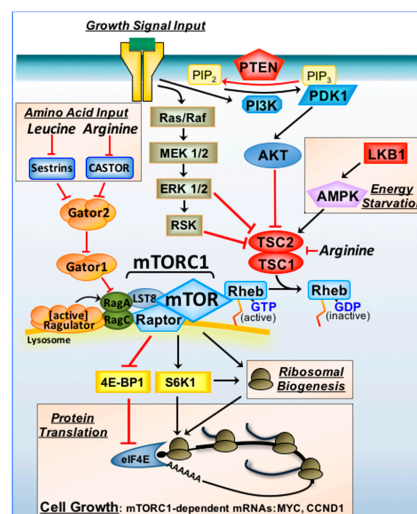 Growth Signal Input
PTEN
PIP2
PIP3
PI3K
PDK1
Amino Acid Input
Leucine
Arginine
Sestrins
CASTOR
Ras/Raf
MEK 1/2
ERK 1/2
RSK
AKT
LKB1
AMPK
Energy
Starvation
Gator2
Gator1
TSC2
TSC1
Arginine
mTORC1
[active]
Ragulator
Lysosome
RagA
RagC
LST8
mTOR
Raptor
Rheb
GTP
(active)
Rheb
GDP
(inactive)
4E-BP1
S6K1
Ribosomal
Biogenesis
Protein
Translation
eIF4E
AAAAA
Cell Growth: mTORC1-dependent mRNAs:MYC, CCND1